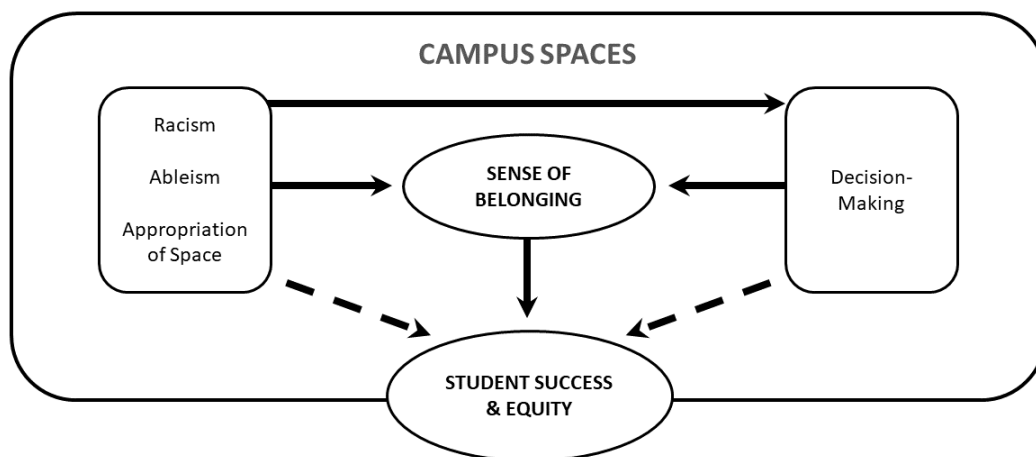 CAMPUS SPACES
Racism
Ableism
Appropriation
of Space
SENSE OF
BELONGING
Decision-
Making
STUDENT SUCCESS
& EQUITY